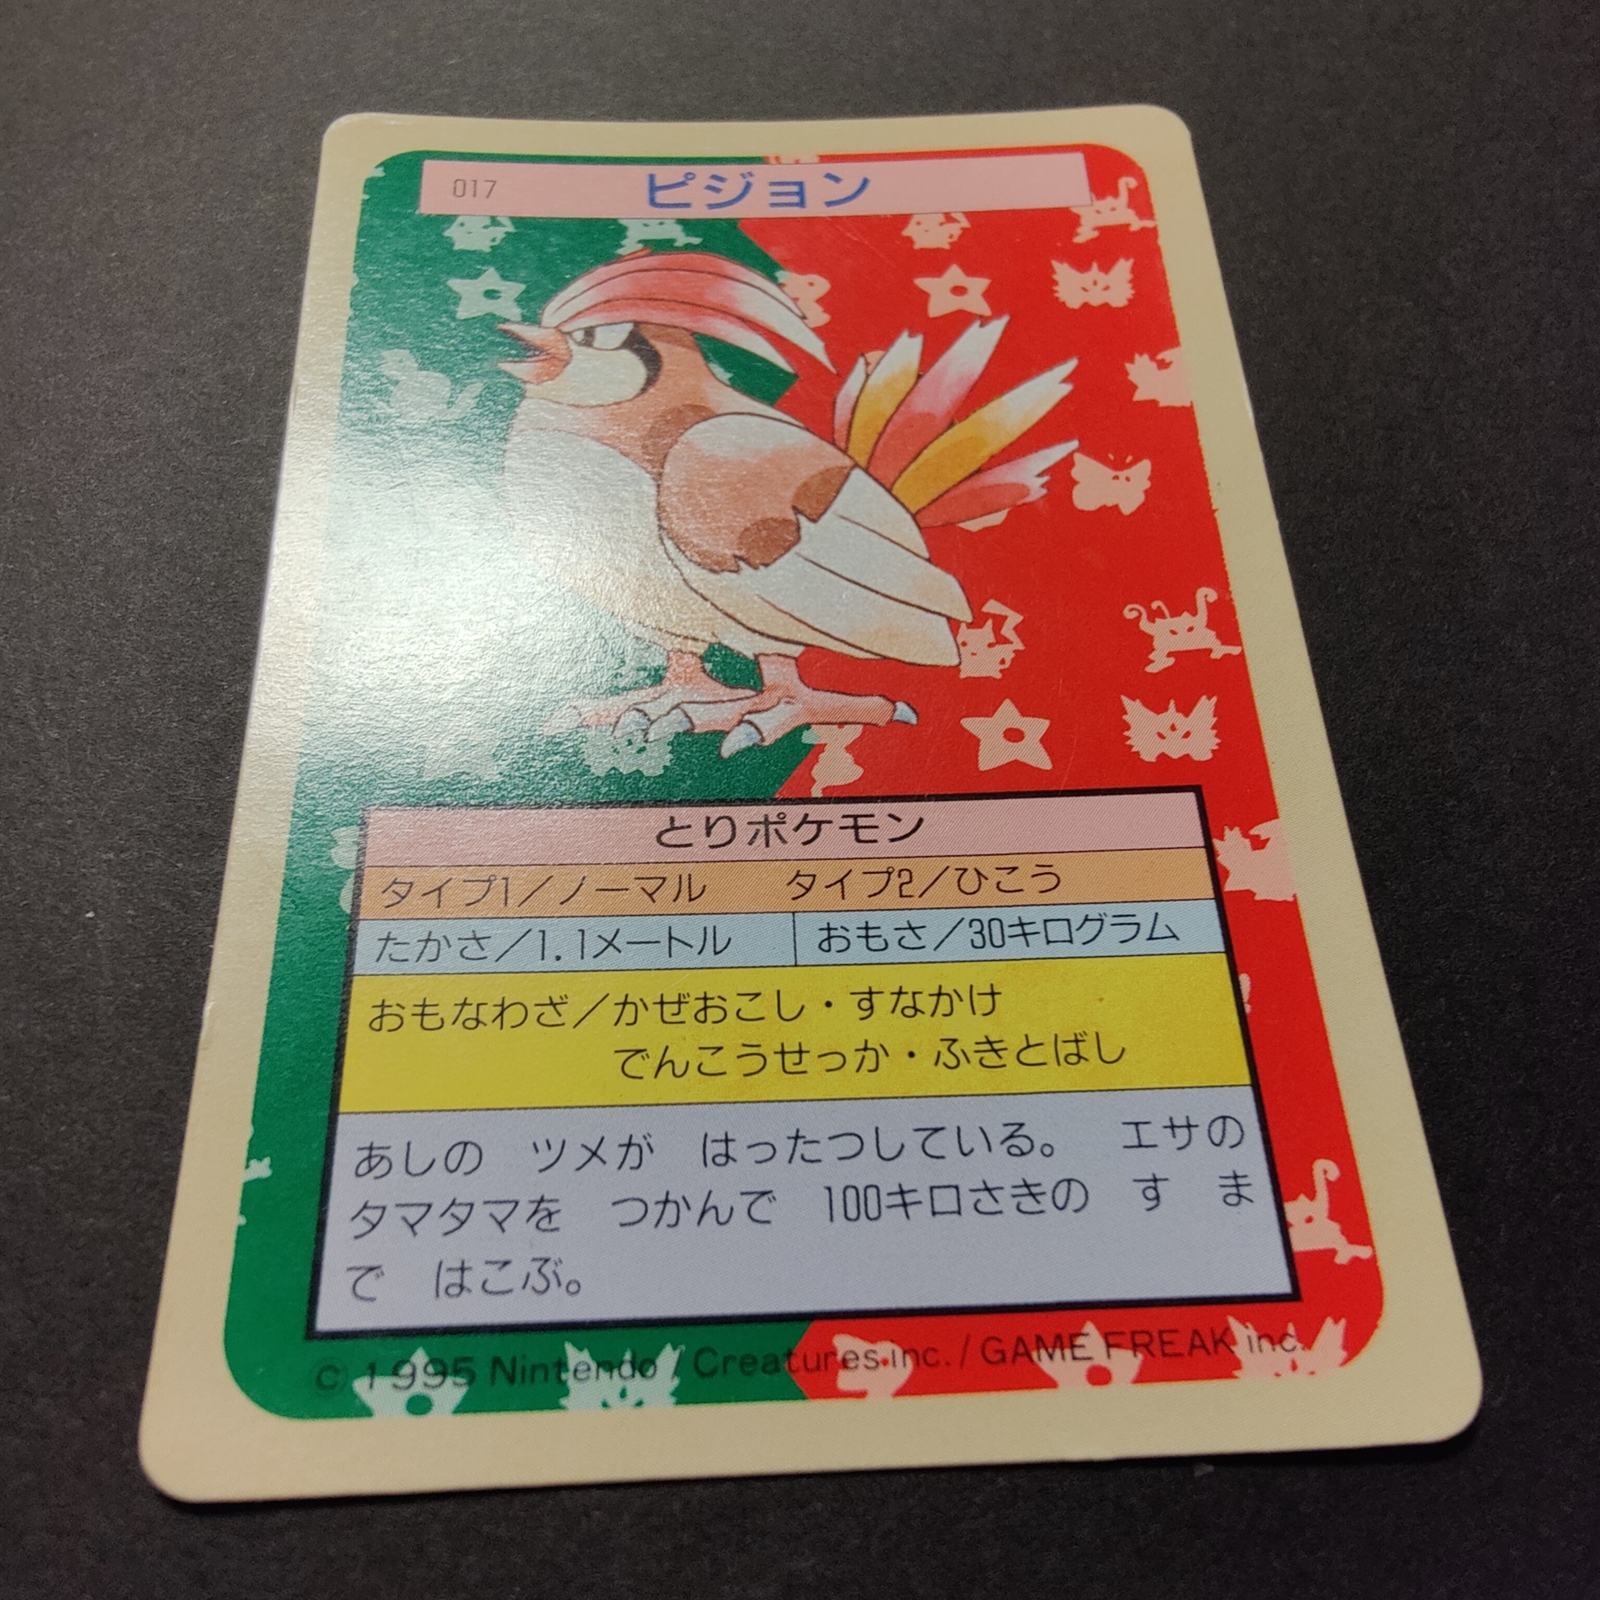 017 ピジョン
とりポケモン
タイプ1／ノーマル タイプ2／ひこう
たかさ／1.1メートル おもさ／30キログラム
おもなわざ／かぜおこし・すなかけ
でんこうせっか・ふきとばし
あしの ツメが はったつしている。 エサの
タマタマを つかんで 100キロさきの す ま
で はこぶ。
© 1995 Nintendo / Creatures inc. / GAME FREAK inc.